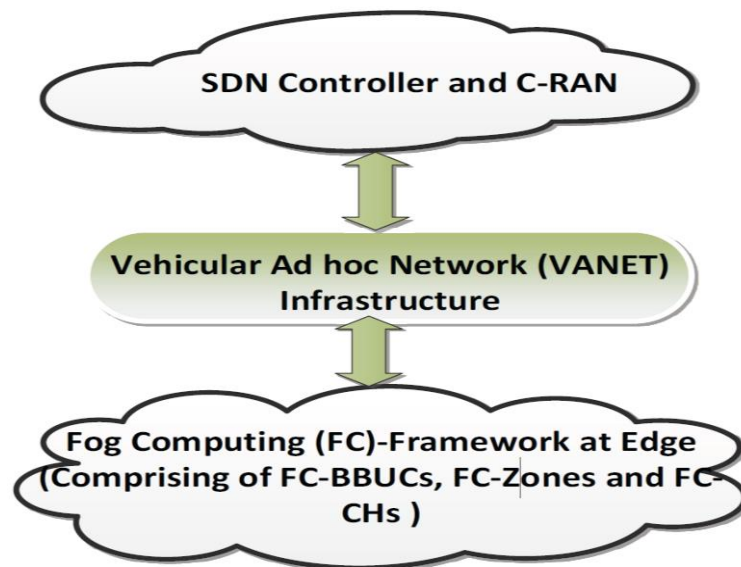 SDN Controller and C-RAN
Vehicular Ad hoc Network (VANET)
Infrastructure
Fog Computing (FC)-Framework at Edge
(Comprising of FC-BBUCs, FC-Zones and FC-
CHs )